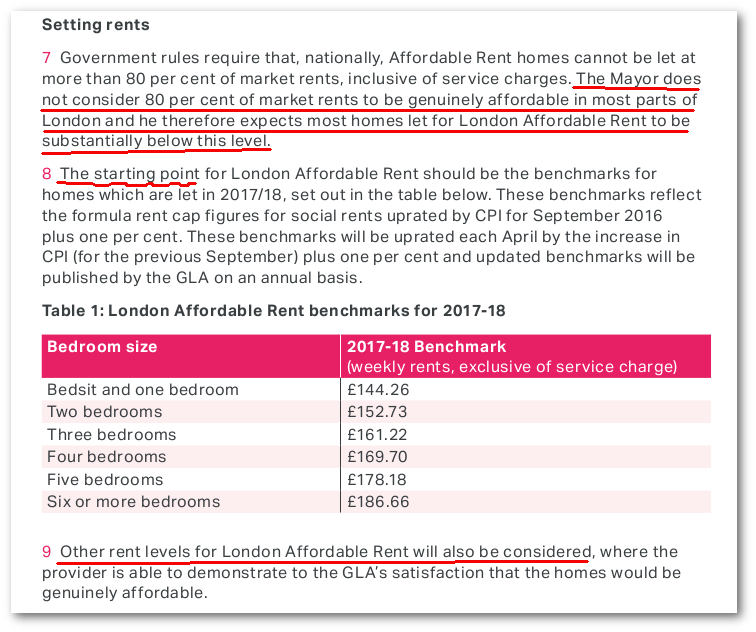 Setting rents
7 Government rules require that, nationally, Affordable Rent homes cannot be let at
more than 80 per cent of market rents, inclusive of service charges. The Mayor does
not consider 80 per cent of market rents to be genuinely affordable in most parts of
London and he therefore expects most homes let for London Affordable Rent to be
substantially below this level.
8 The starting point for London Affordable Rent should be the benchmarks for
homes which are let in 2017/18, set out in the table below. These benchmarks reflect
the formula rent cap figures for social rents uprated by CPI for September 2016
plus one per cent. These benchmarks will be uprated each April by the increase in
CPI (for the previous September) plus one per cent and updated benchmarks will be
published by the GLA on an annual basis.
Table 1: London Affordable Rent benchmarks for 2017-18
Bedroom size 2017-18 Benchmark
(weekly rents, exclusive of service charge)
Bedsit and one bedroom £144.26
Two bedrooms £152.73
Three bedrooms £161.22
Four bedrooms £169.70
Five bedrooms £178.18
Six or more bedrooms £186.66
9 Other rent levels for London Affordable Rent will also be considered, where the
provider is able to demonstrate to the GLA’s satisfaction that the homes would be
genuinely affordable.